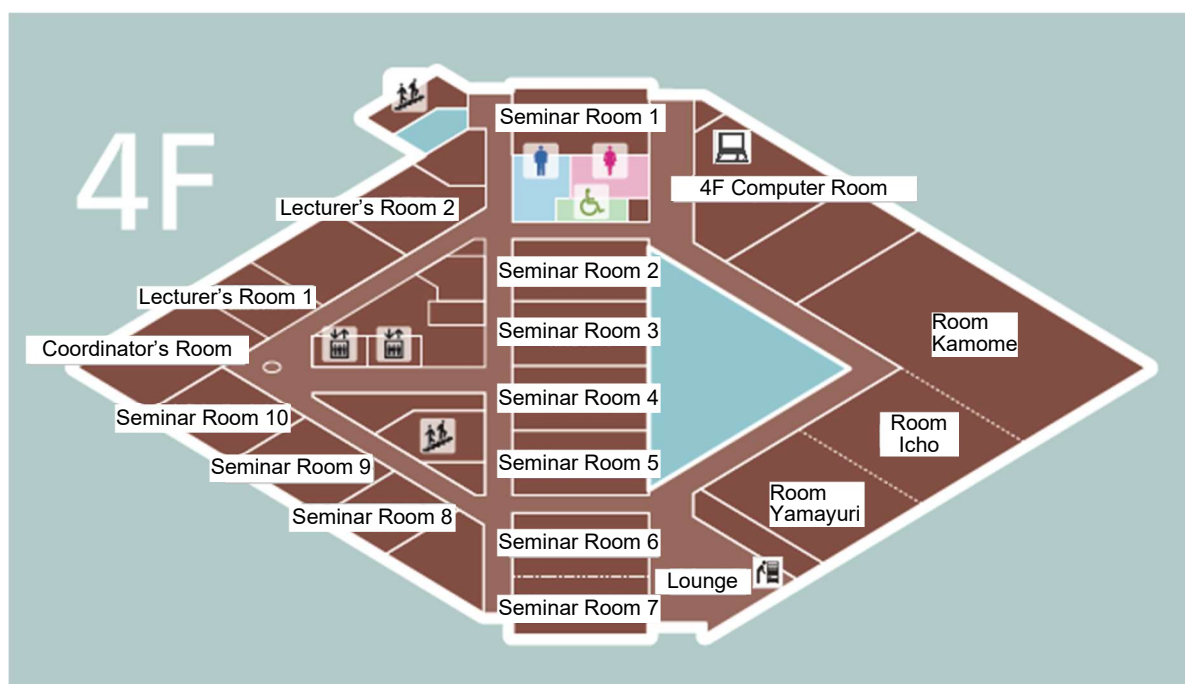 4F
Seminar Room 1
4F Computer Room
Lecturer's Room 2
Seminar Room 2
Lecturer's Room 1
Seminar Room 3
Room
Kamome
Coordinator's Room
Seminar Room 4
Seminar Room 10
Room
Icho
Seminar Room 9
Seminar Room 5
Room
Yamayuri
Seminar Room 8
Seminar Room 6
Lounge
Seminar Room 7